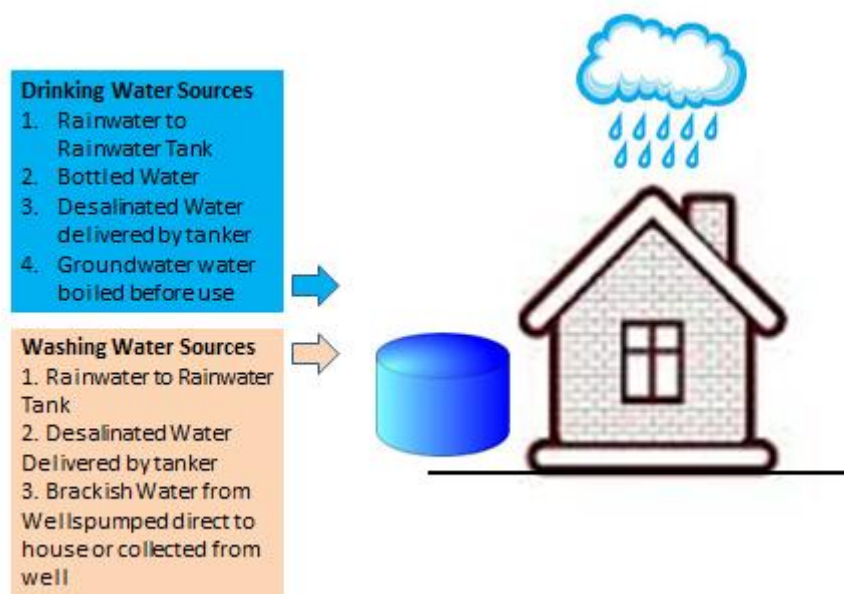 Drinking Water Sources
1. Rainwater to
Rainwater Tank
2. Bottled Water
3. Desalinated Water
delivered by tanker
4. Groundwater water
boiled before use
Washing Water Sources
1. Rainwater to Rainwater
Tank
2. Desalinated Water
Delivered by tanker
3. Brackish Water from
Wellspumped direct to
house or collected from
well